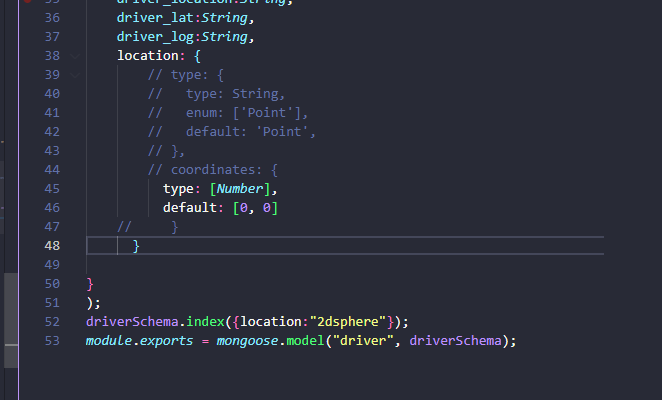 35 driver_location:String,
36 driver_lat:String,
37 driver_log:String,
38 location: {
39 // type: {
40 // type: String,
41 // enum: ['Point'],
42 // default: 'Point',
43 // },
44 // coordinates: {
45 type: [Number],
46 default: [0, 0]
47 // }
48 }
49
50 }
51 );
52 driverSchema.index({location:"2dsphere"});
53 module.exports = mongoose.model("driver", driverSchema);